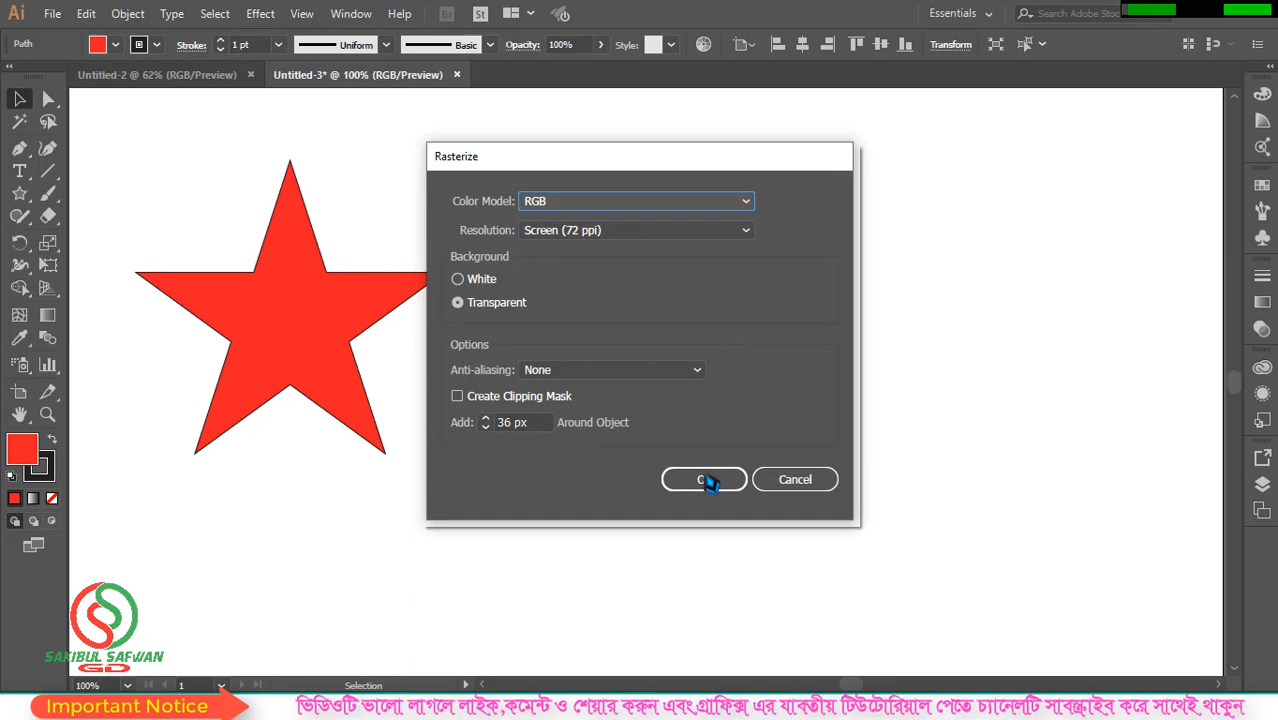 Ai File Edit Object Type Select Effect View Window Help Br St Essentials Search Adobe Stoc
Path Stroke: 1 pt Uniform Basic Opacity: 100% Style: Transform
Untitled-2 @ 62% (RGB/Preview) × Untitled-3* @ 100% (RGB/Preview) ×
Rasterize
Color Model: RGB
Resolution: Screen (72 ppi)
Background
White
Transparent
Options
Anti-aliasing: None
Create Clipping Mask
Add: 36 px Around Object
Cancel
SAKIBUL SAFWAN
GD
100% 1 Selection
Important Notice ভিডিওটি ভালো লাগলে লাইক,কমেন্ট ও শেয়ার করুন এবং,গ্রাফিক্স এর যাবতীয় টিউটোরিয়াল পেতে চ্যানেলটি সাবস্ক্রাইব করে সাথেই থাকুন